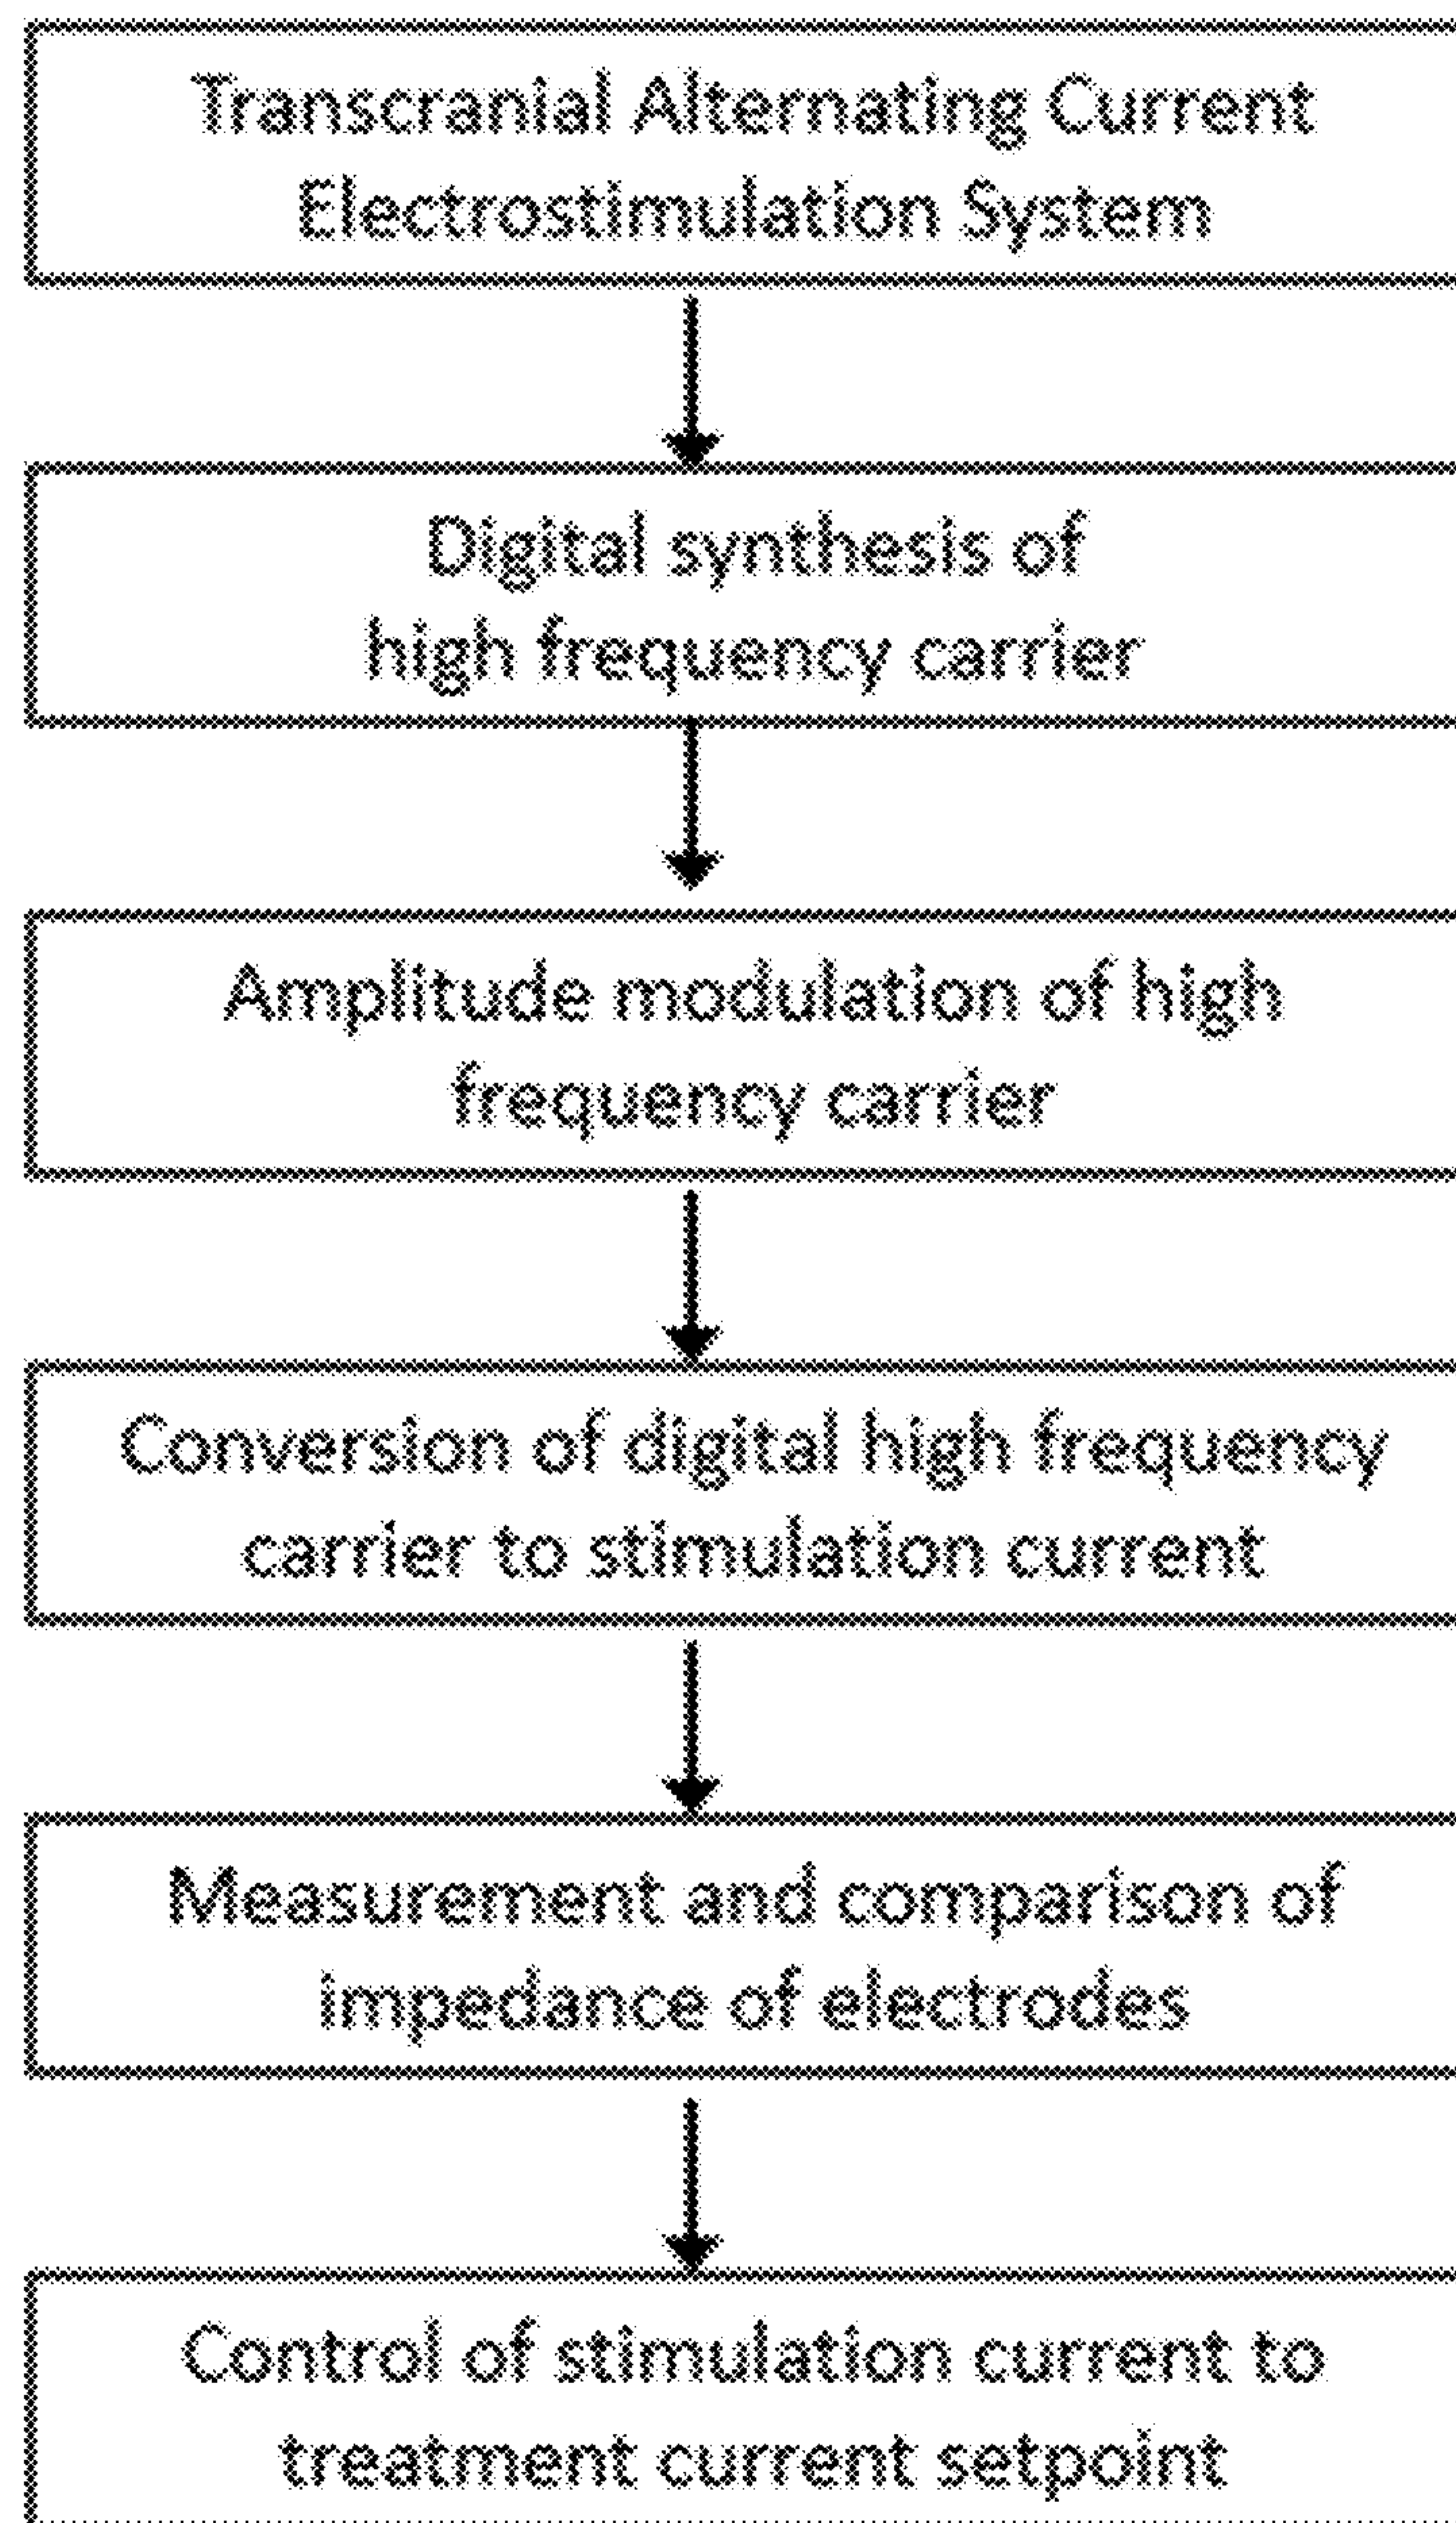 Transcranial Alternating Current
Electrostimulation System
Digital synthesis of
high frequency carrier
Amplitude modulation of high
frequency carrier
Conversion of digital high frequency
carrier to stimulation current
Measurement and comparison of
impedance of electrodes
Control of stimulation current to
treatment current setpoint